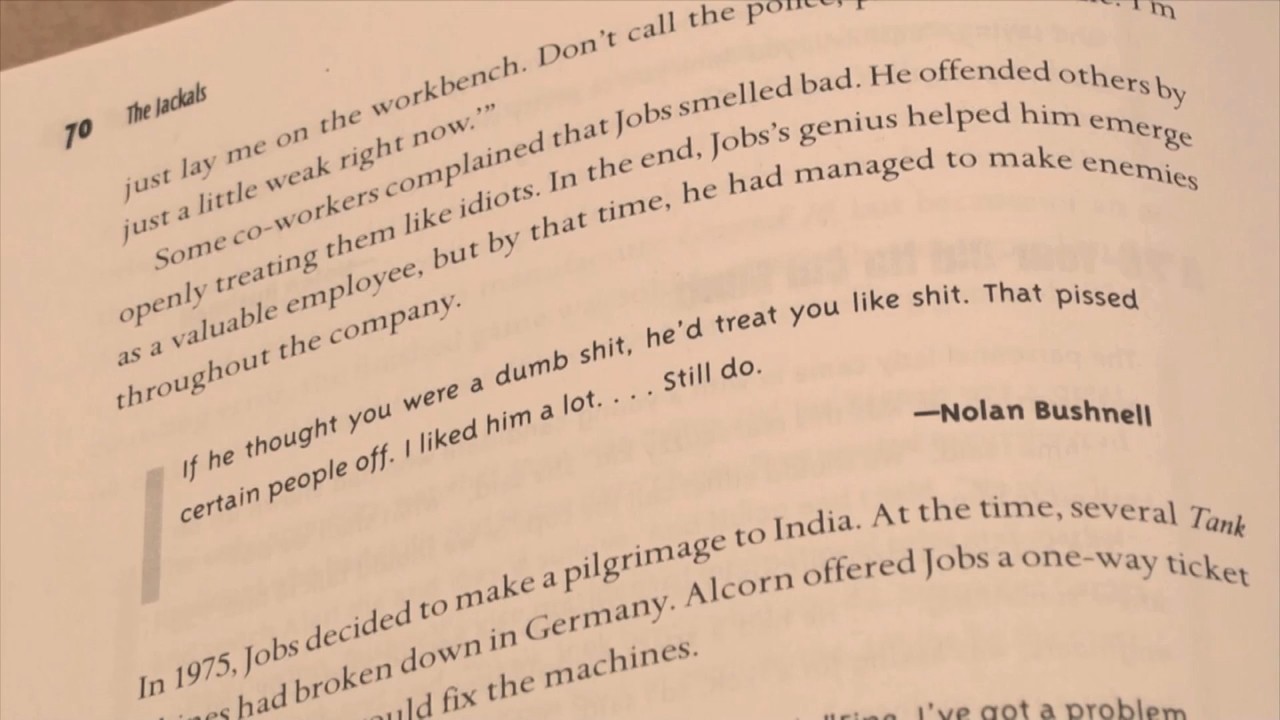 70 The Jackals
I'm
just lay me on the workbench. Don't call the police,
just a little weak right now.'"
Some co-workers complained that Jobs smelled bad. He offended others by
openly treating them like idiots. In the end, Jobs's genius helped him emerge
as a valuable employee, but by that time, he had managed to make enemies
throughout the company.
If he thought you were a dumb shit, he'd treat you like shit. That pissed
certain people off. I liked him a lot. . . . Still do.
—Nolan Bushnell
In 1975, Jobs decided to make a pilgrimage to India. At the time, several Tank
had broken down in Germany. Alcorn offered Jobs a one-way ticket
fix the machines.
I've got a problem